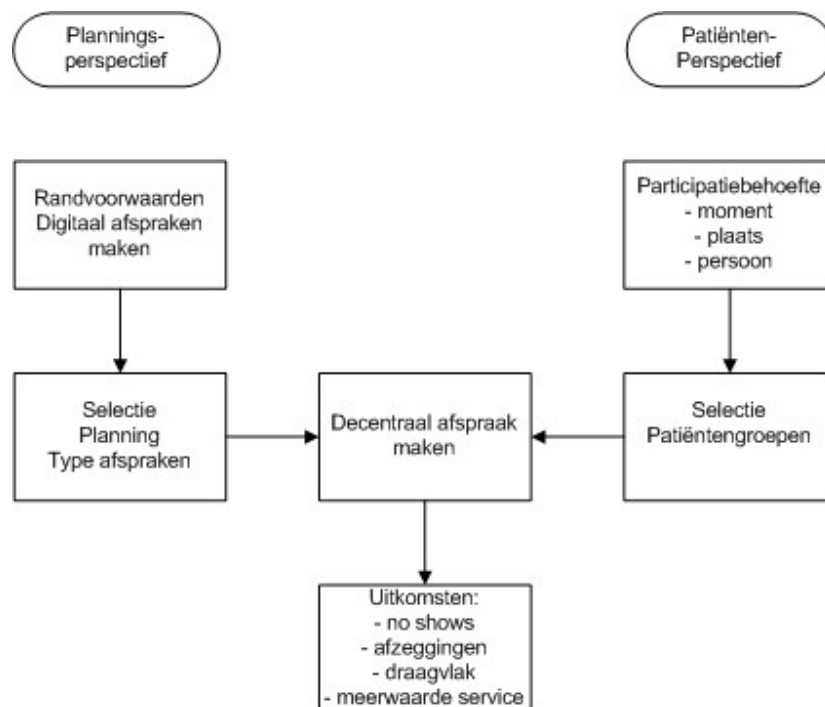 Plannings-
perspectief
Patiënten-
Perspectief
Randvoorwaarden
Digitaal afspraken
maken
Participatiebehoefte
- moment
- plaats
- persoon
Selectie
Planning
Type afspraken
Decentraal afspraak
maken
Selectie
Patiëntengroepen
Uitkomsten:
- no shows
- afzeggingen
- draagvlak
- meerwaarde service